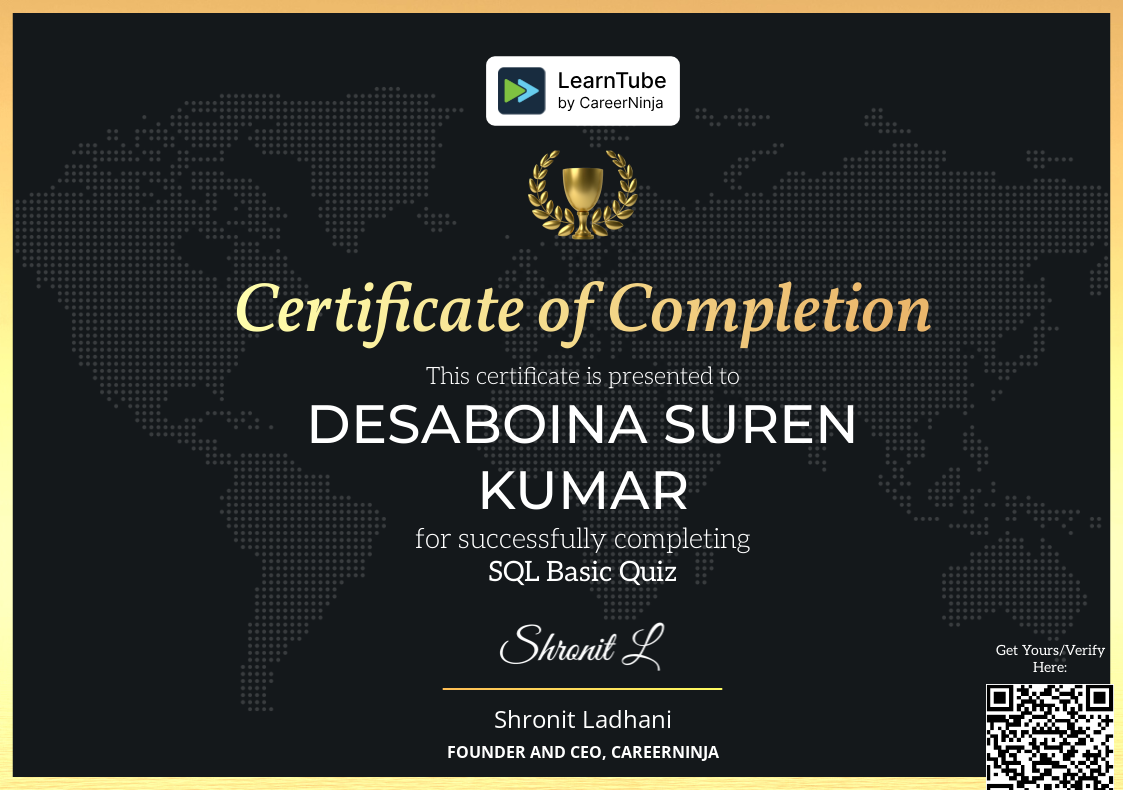 LearnTube
by CareerNinja
Certificate of Completion
This certificate is presented to
DESABOINA SUREN
KUMAR
for successfully completing
SQL Basic Quiz
Shronit L
Shronit Ladhani
FOUNDER AND CEO, CAREERNINJA
Get Yours/Verify
Here: